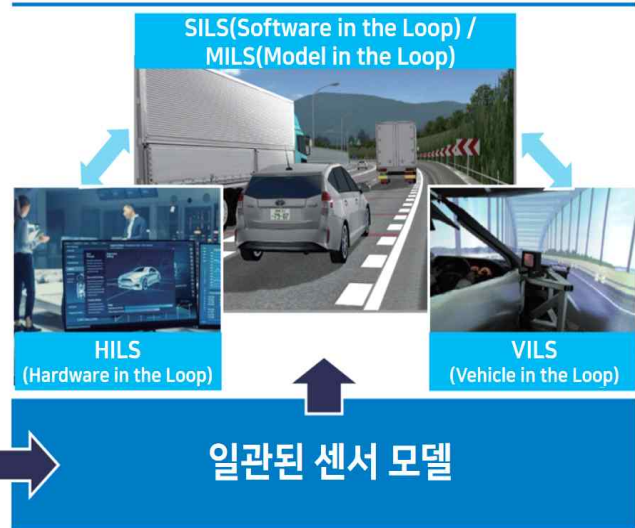 SILS(Software in the Loop) /
MILS(Model in the Loop)
HILS
(Hardware in the Loop)
VILS
(Vehicle in the Loop)
일관된 센서 모델